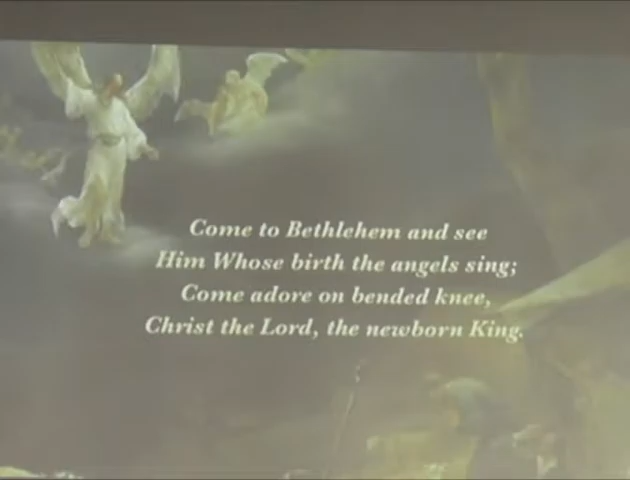 Come to Bethlehem and see
Him Whose birth the angels sing;
Come adore on bended knee,
Christ the Lord, the newborn King.